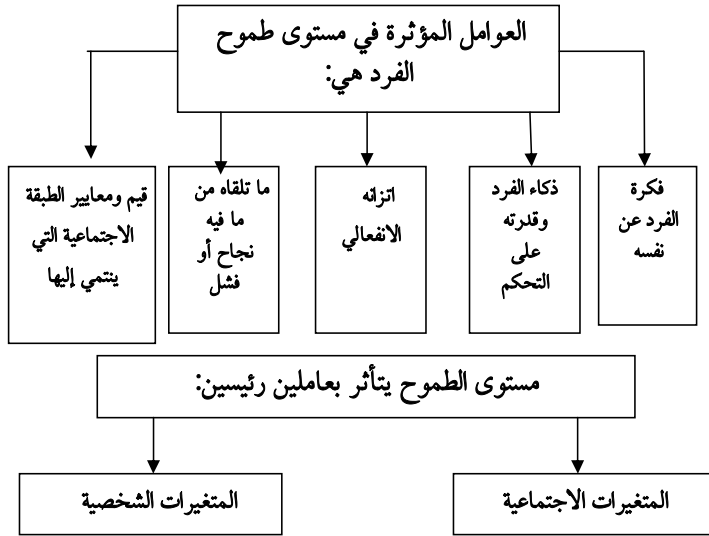 العوامل المؤثرة في مستوى طموح
الفرد هي:
فكرة
الفرد عن
نفسه
ذكاء الفرد
وقدرته
على
التحكم
اتزانه
الانفعالي
ما تلقاه من
ما فيه
نجاح أو
فشل
قيم ومعايير الطبقة
الاجتماعية التي
ينتمي إليها
مستوى الطموح يتأثر بعاملين رئيسين:
المتغيرات الاجتماعية
المتغيرات الشخصية